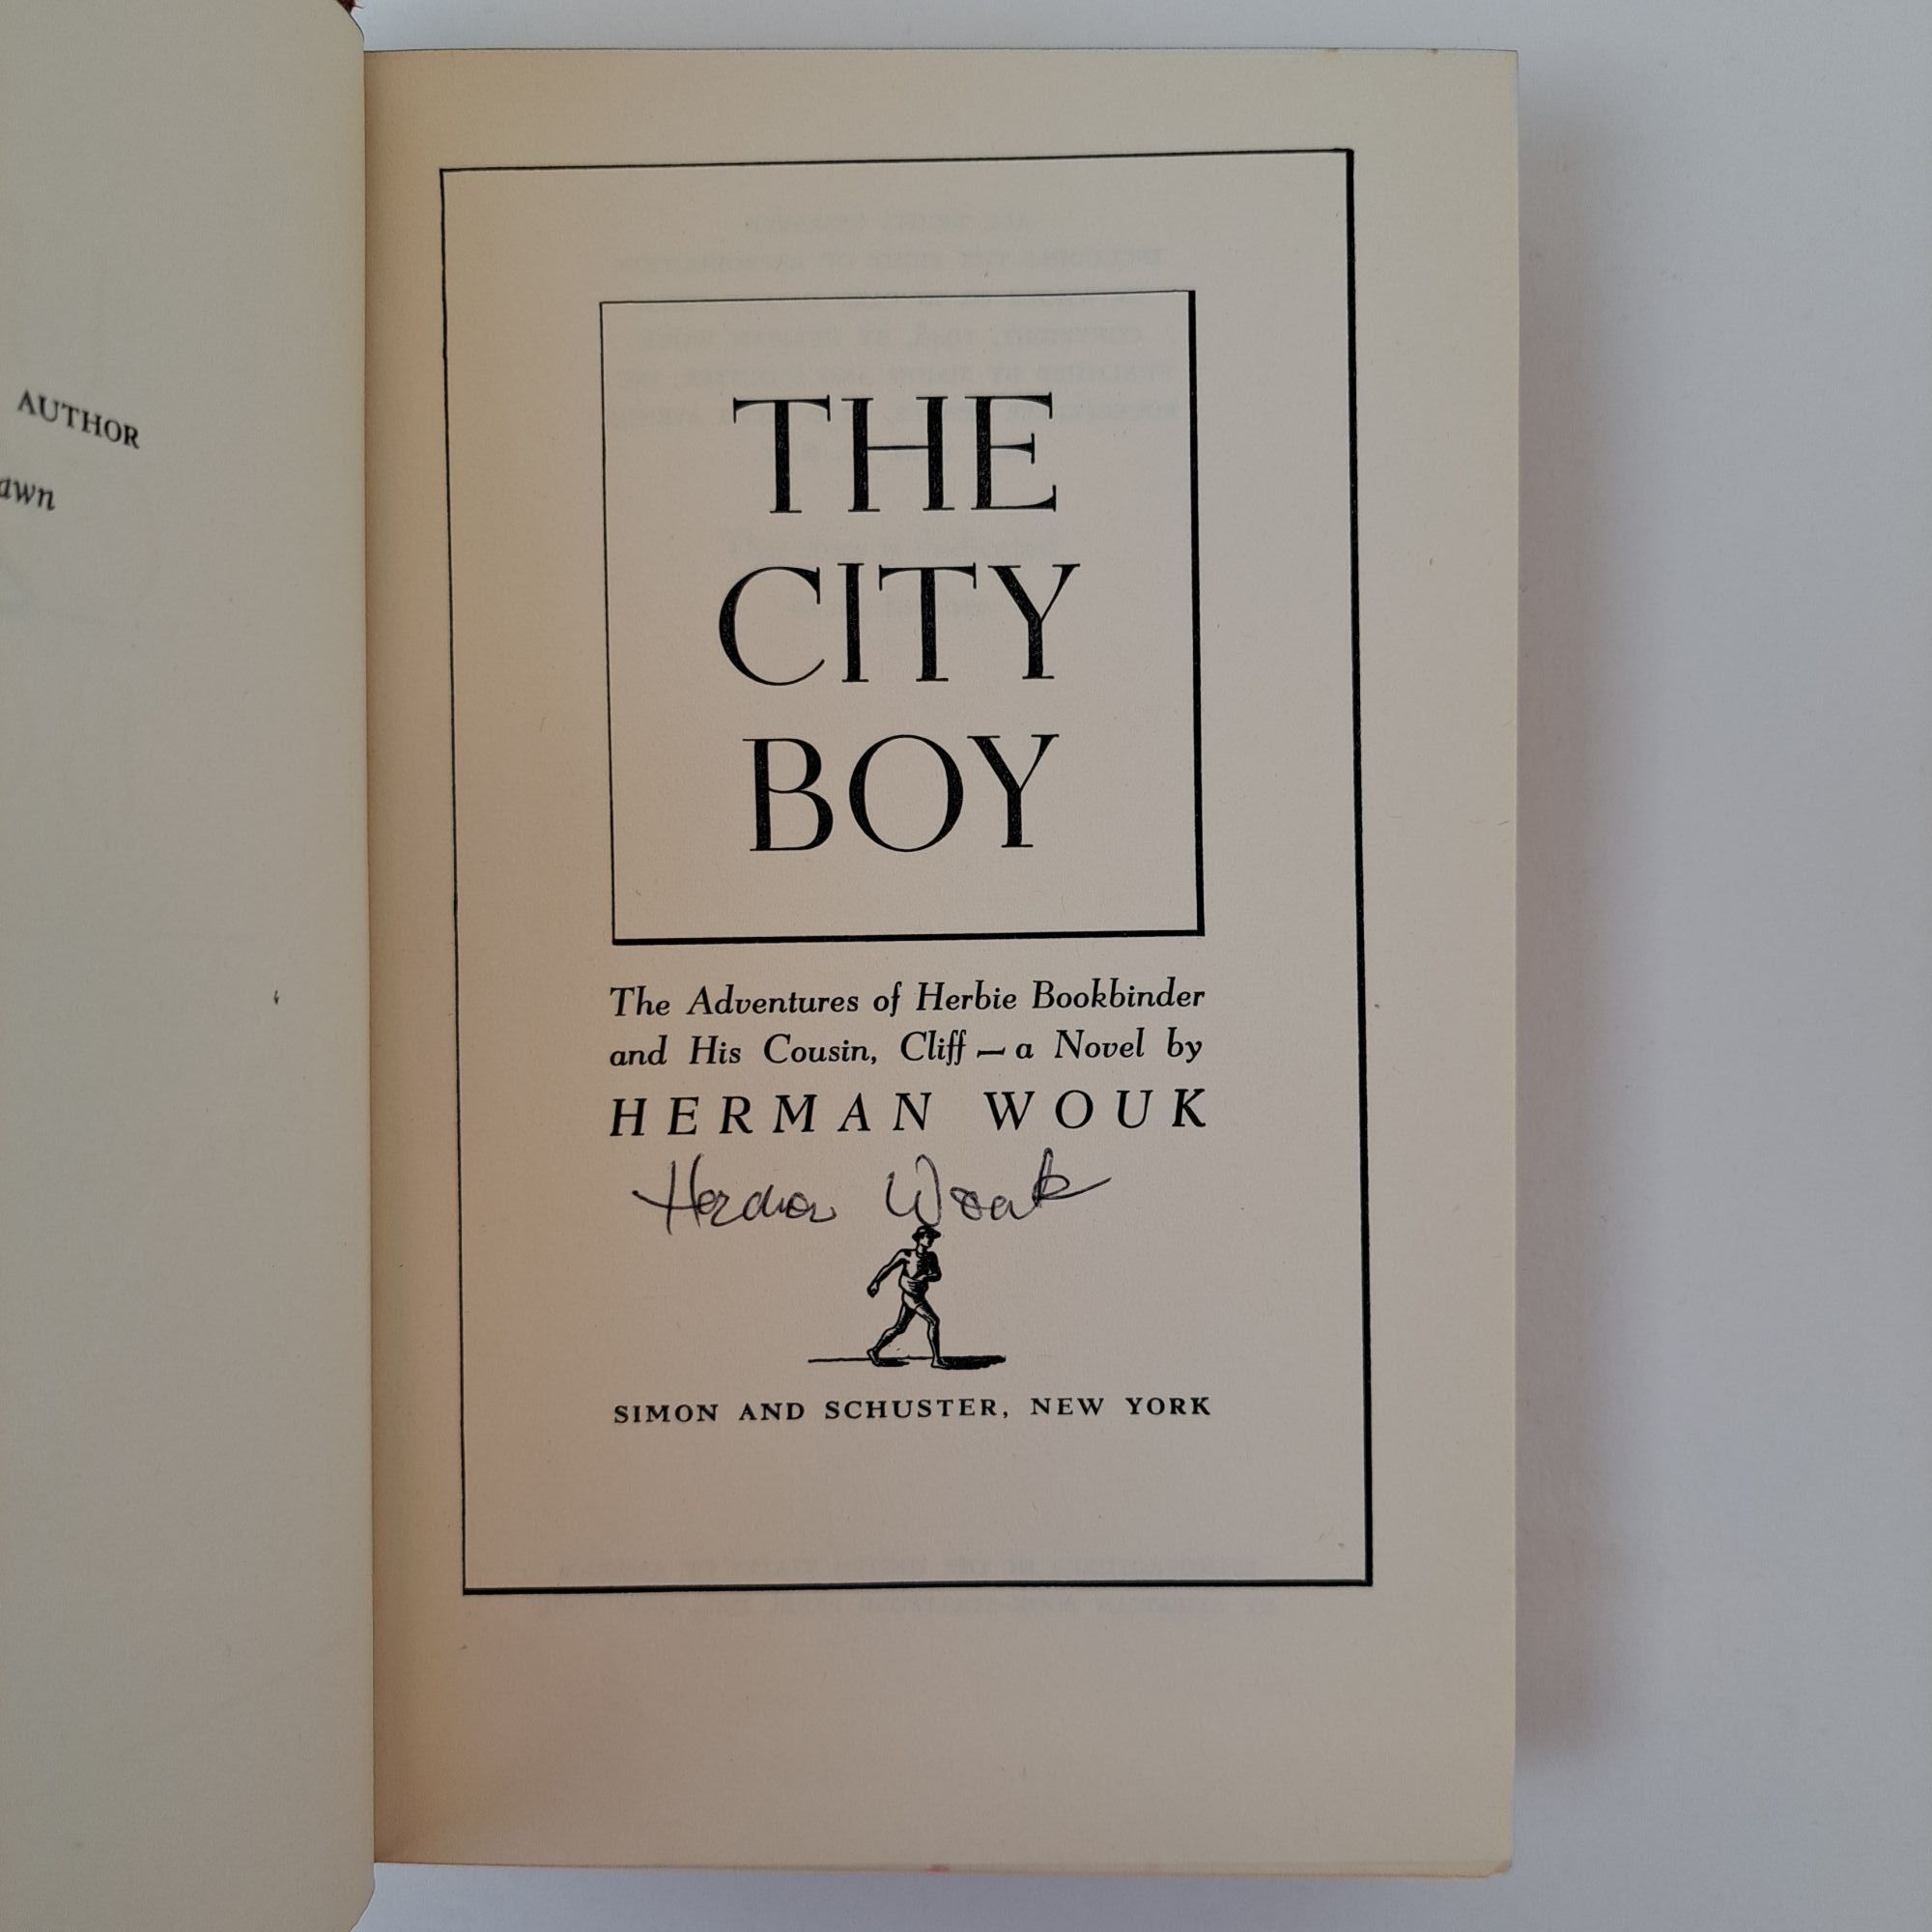 AUTHOR
awn
THE
CITY
BOY
The Adventures of Herbie Bookbinder
and His Cousin, Cliff — a Novel by
HERMAN WOUK
Herman Wouk
SIMON AND SCHUSTER, NEW YORK